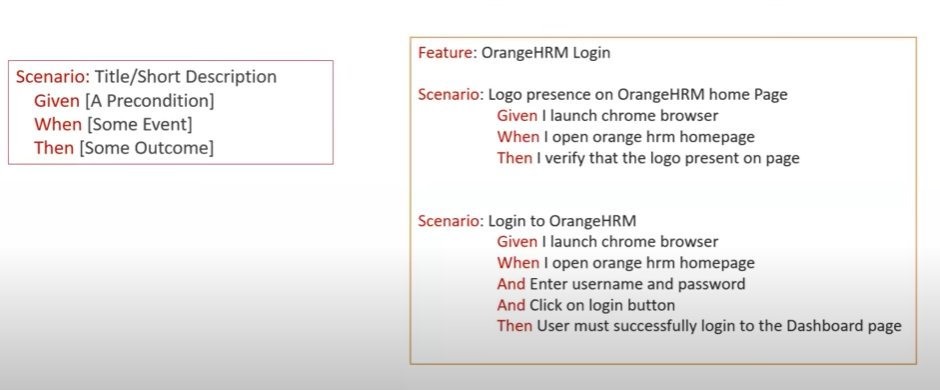 Scenario: Title/Short Description
Given [A Precondition]
When [Some Event]
Then [Some Outcome]
Feature: OrangeHRM Login
Scenario: Logo presence on OrangeHRM home Page
Given I launch chrome browser
When I open orange hrm homepage
Then I verify that the logo present on page
Scenario: Login to OrangeHRM
Given I launch chrome browser
When I open orange hrm homepage
And Enter username and password
And Click on login button
Then User must successfully login to the Dashboard page